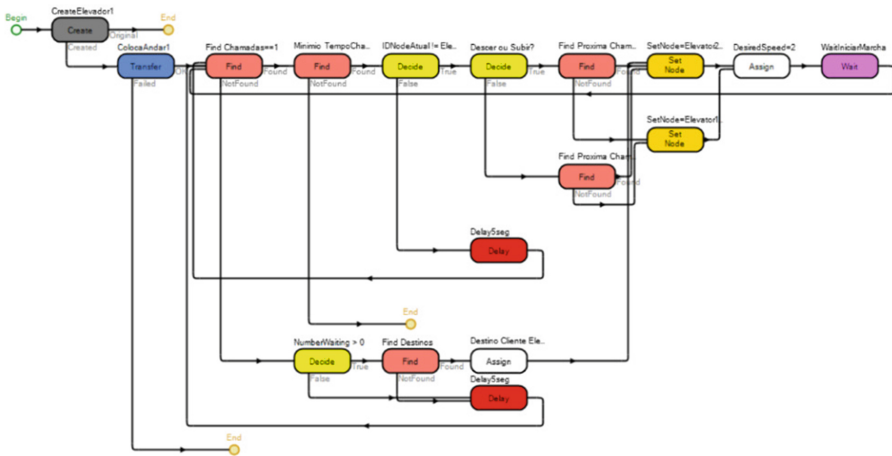 Begin
CreateElevador1
Create
Original
Created
End
ColocaAndar1
Transfer
Failed
Find Chamadas==1
Find
Found
NotFound
Minimio TempoCha..
Find
Found
NotFound
IDNodeAtual != Ele..
Decide
True
False
Descer ou Subir?
Decide
True
False
Find Proxima Cham..
Find
Found
NotFound
SetNode=Elevator2..
Set
Node
DesiredSpeed=2
Assign
WaitIniciarMarcha
Wait
SetNode=Elevator1..
Set
Node
Find Proxima Cham..
Find
Found
NotFound
Delay5seg
Delay
End
NumberWaiting > 0
Decide
True
False
Find Destinos
Find
Found
NotFound
Destino Cliente Ele..
Assign
Delay5seg
Delay
End